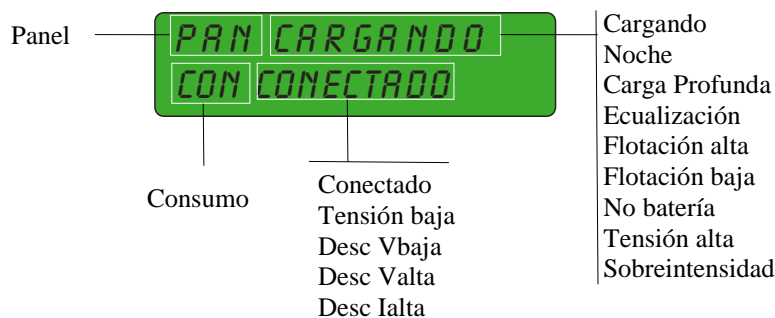 Panel
PAN CARGANDO
CON CONECTADO
Consumo
Conectado
Tensión baja
Desc Vbaja
Desc Valta
Desc Ialta
Cargando
Noche
Carga Profunda
Ecualización
Flotación alta
Flotación baja
No batería
Tensión alta
Sobreintensidad